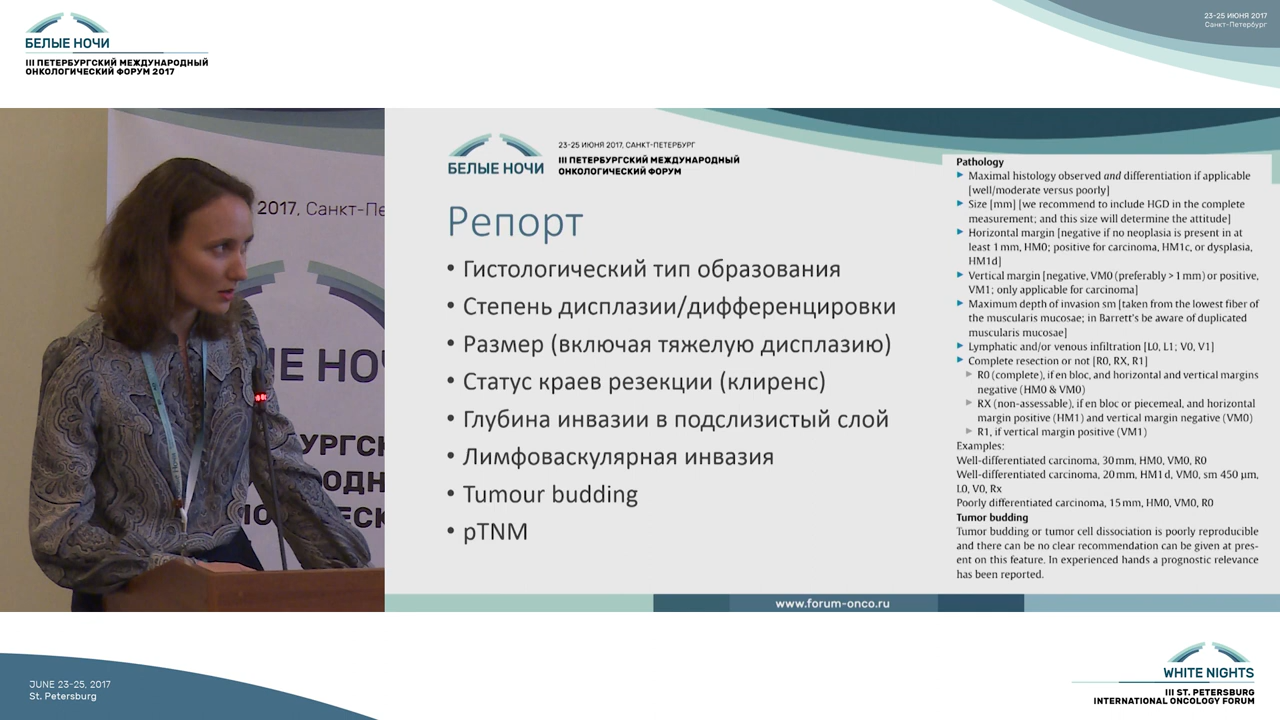 БЕЛЫЕ НОЧИ
III ПЕТЕРБУРГСКИЙ МЕЖДУНАРОДНЫЙ
ОНКОЛОГИЧЕСКИЙ ФОРУМ 2017
23-25 ИЮНЯ 2017
Санкт-Петербург
2017, Санкт-Пе
ЫЕ НОЧ
УРГСК
ОДН
ЕСК
23-25 ИЮНЯ 2017, САНКТ-ПЕТЕРБУРГ
БЕЛЫЕ НОЧИ
III ПЕТЕРБУРГСКИЙ МЕЖДУНАРОДНЫЙ
ОНКОЛОГИЧЕСКИЙ ФОРУМ
Репорт
• Гистологический тип образования
• Степень дисплазии/дифференцировки
• Размер (включая тяжелую дисплазию)
• Статус краев резекции (клиренс)
• Глубина инвазии в подслизистый слой
• Лимфоваскулярная инвазия
• Tumour budding
• pTNM
Pathology
Maximal histology observed and differentiation if applicable
[well/moderate versus poorly]
Size [mm] [we recommend to include HGD in the complete
measurement; and this size will determine the attitude]
Horizontal margin [negative if no neoplasia is present in at
least 1 mm, HM0; positive for carcinoma, HM1c, or dysplasia,
HM1d]
Vertical margin [negative, VM0 (preferably > 1 mm) or positive,
VM1; only applicable for carcinoma]
Maximum depth of invasion sm [taken from the lowest fiber of
the muscularis mucosae; in Barrett's be aware of duplicated
muscularis mucosae]
Lymphatic and/or venous infiltration [L0, L1; V0, V1]
Complete resection or not [R0, RX, R1]
R0 (complete), if en bloc, and horizontal and vertical margins
negative (HM0 & VM0)
RX (non-assessable), if en bloc or piecemeal, and horizontal
margin positive (HM1) and vertical margin negative (VM0)
R1, if vertical margin positive (VM1)
Examples:
Well-differentiated carcinoma, 30 mm, HM0, VM0, R0
Well-differentiated carcinoma, 20 mm, HM1d, VM0, sm 450 µm,
L0, V0, Rx
Poorly differentiated carcinoma, 15 mm, HM0, VM0, R0
Tumor budding
Tumor budding or tumor cell dissociation is poorly reproducible
and there can be no clear recommendation can be given at pres-
ent on this feature. In experienced hands a prognostic relevance
has been reported.
www.forum-onco.ru
JUNE 23-25, 2017
St. Petersburg
WHITE NIGHTS
III ST. PETERSBURG
INTERNATIONAL ONCOLOGY FORUM